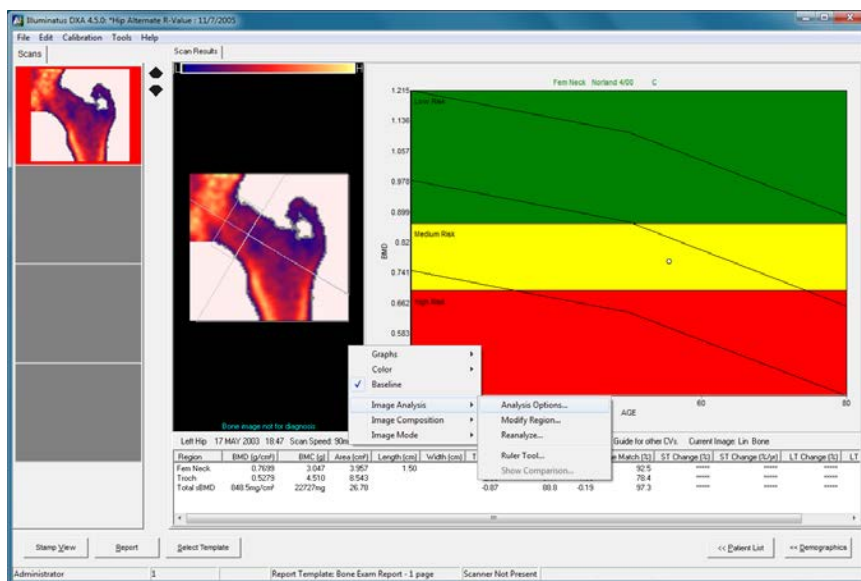 Illuminatus DXA 4.5.0: *Hip Alternate R-Value : 11/7/2005
File Edit Calibration Tools Help
Scans
Scan Results
L H
Fem Neck Norland 4/00 C
1.215
1.136
1.057
0.978
0.899
0.82
0.741
0.662
0.583
BMD
Low Risk
Medium Risk
High Risk
60 80
AGE
Graphs
Color
Baseline
Image Analysis
Image Composition
Image Mode
Analysis Options...
Modify Region...
Reanalyze...
Ruler Tool...
Show Comparison...
Bone image not for diagnosis
Left Hip 17 MAY 2003 18:47 Scan Speed: 90m Guide for other CVs. Current Image: Lin Bone
Region BMD (g/cm²) BMC (g) Area (cm²) Length (cm) Width (cm) T e Match (%) ST Change (%) ST Change (%/yr) LT Change (%) LT
Fem Neck 0.7699 3.047 3.957 1.50 92.5 ***** ***** *****
Troch 0.5279 4.510 8.543 78.4 ***** ***** *****
Total sBMD 848.5mg/cm² 22727mg 26.78 -0.87 88.8 -0.19 97.3 ***** ***** *****
Stamp View Report Select Template << Patient List << Demographics
Administrator 1 Report Template: Bone Exam Report - 1 page Scanner Not Present